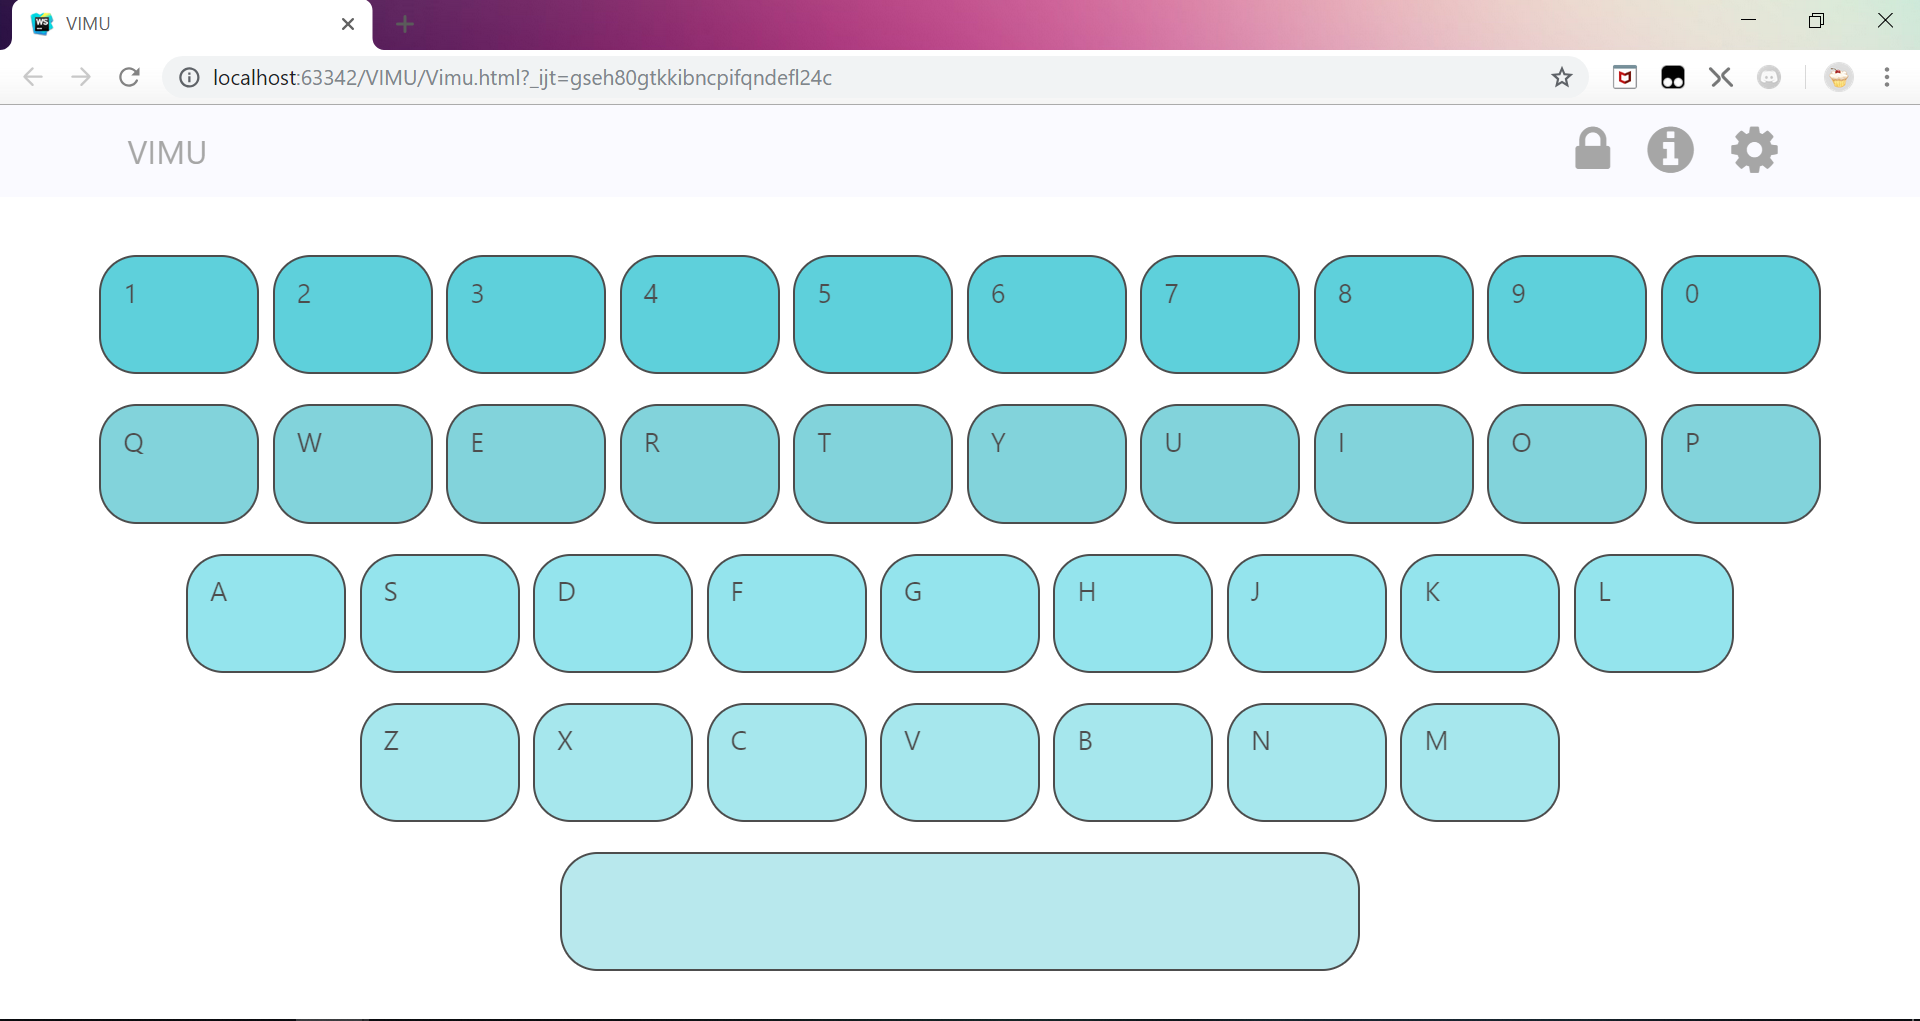 VIMU
localhost:63342/VIMU/Vimu.html?_ijt=gseh80gtkkibncpifqndefl24c
VIMU
1 2 3 4 5 6 7 8 9 0
Q W E R T Y U I O P
A S D F G H J K L
Z X C V B N M